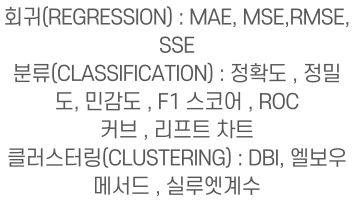 회귀(REGRESSION) : MAE, MSE,RMSE,
SSE
분류(CLASSIFICATION) : 정확도 , 정밀
도, 민감도 , F1 스코어 , ROC
커브 , 리프트 차트
클러스터링(CLUSTERING) : DBI, 엘보우
메서드 , 실루엣계수